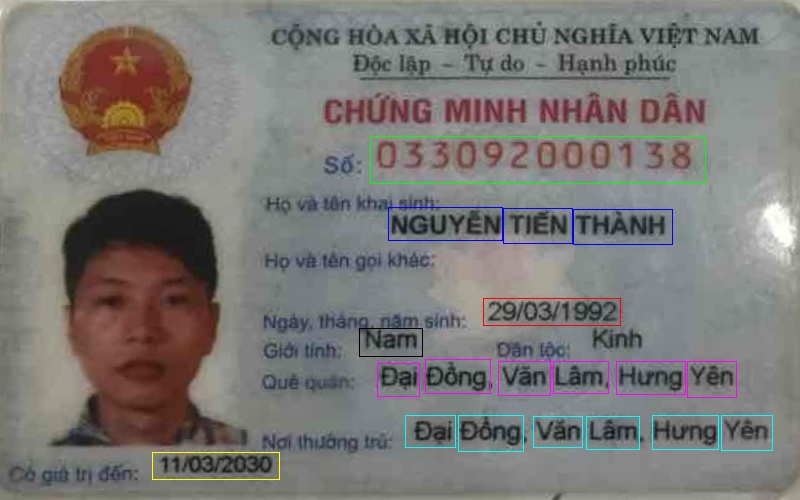 CỘNG HÒA XÃ HỘI CHỦ NGHĨA VIỆT NAM
Độc lập - Tự do - Hạnh phúc
CHỨNG MINH NHÂN DÂN
Số: 033092000138
Họ và tên khai sinh:
NGUYỄN TIẾN THÀNH
Họ và tên gọi khác:
Ngày, tháng, năm sinh: 29/03/1992
Giới tính: Nam Dân tộc: Kinh
Quê quán: Đại Đồng, Văn Lâm, Hưng Yên
Nơi thường trú: Đại Đồng, Văn Lâm, Hưng Yên
Có giá trị đến: 11/03/2030